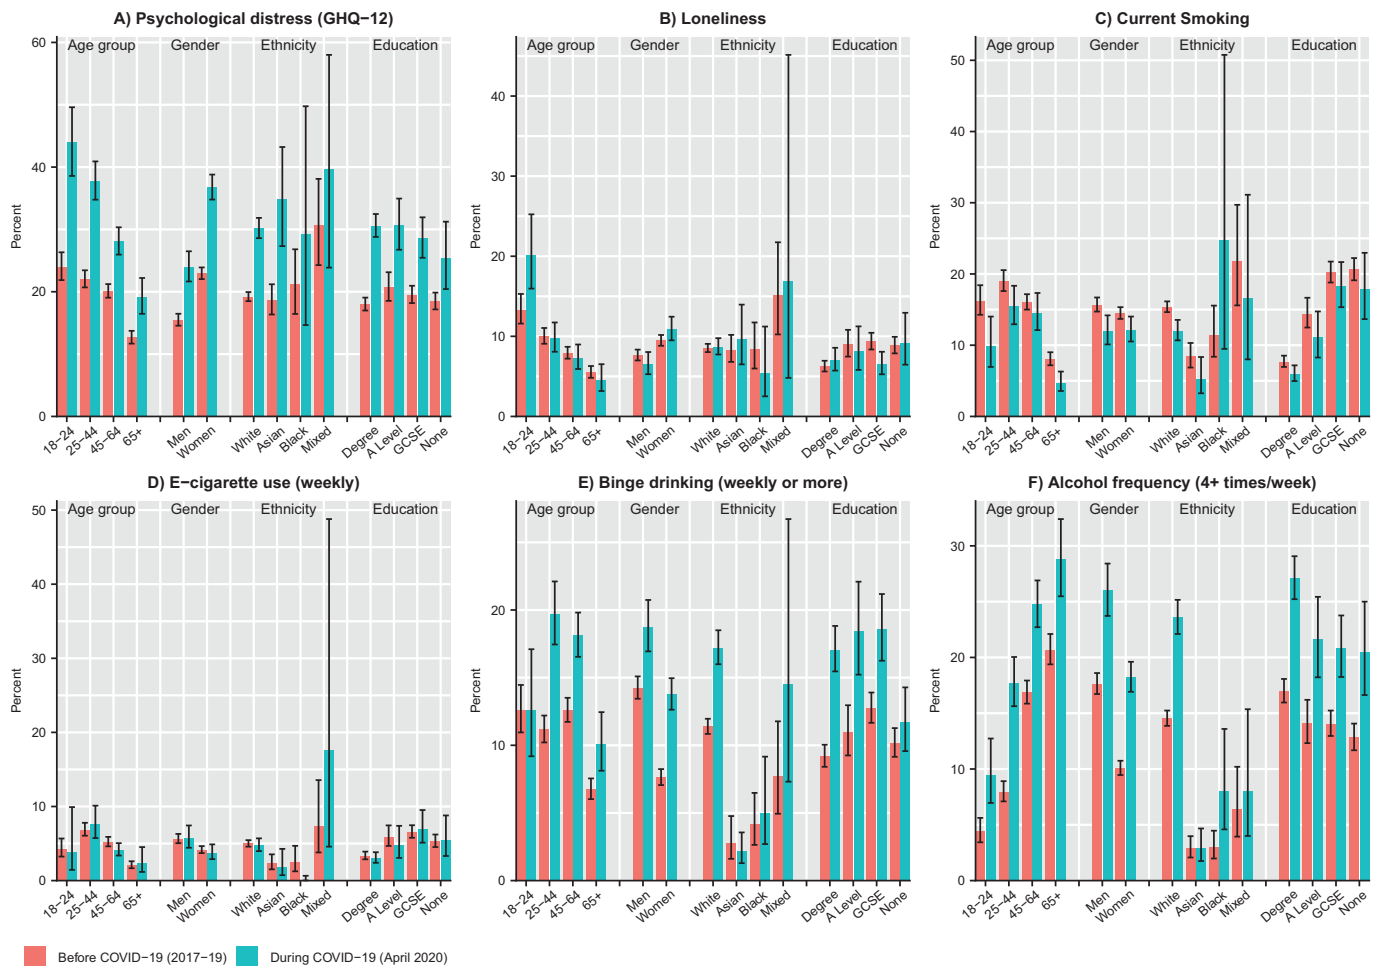 A) Psychological distress (GHQ−12)
Age group Gender Ethnicity Education
Percent
60
40
20
0
18−24 25−44 45−64 65+ Men Women White Asian Black Mixed Degree A Level GCSE None
B) Loneliness
Age group Gender Ethnicity Education
Percent
40
30
20
10
0
18−24 25−44 45−64 65+ Men Women White Asian Black Mixed Degree A Level GCSE None
C) Current Smoking
Age group Gender Ethnicity Education
Percent
50
40
30
20
10
0
18−24 25−44 45−64 65+ Men Women White Asian Black Mixed Degree A Level GCSE None
D) E−cigarette use (weekly)
Age group Gender Ethnicity Education
Percent
50
40
30
20
10
0
18−24 25−44 45−64 65+ Men Women White Asian Black Mixed Degree A Level GCSE None
E) Binge drinking (weekly or more)
Age group Gender Ethnicity Education
Percent
20
10
0
18−24 25−44 45−64 65+ Men Women White Asian Black Mixed Degree A Level GCSE None
F) Alcohol frequency (4+ times/week)
Age group Gender Ethnicity Education
Percent
30
20
10
0
18−24 25−44 45−64 65+ Men Women White Asian Black Mixed Degree A Level GCSE None
Before COVID−19 (2017−19) During COVID−19 (April 2020)